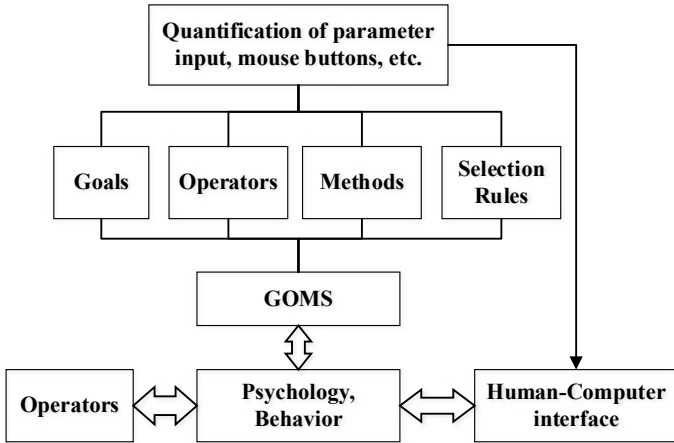 Quantification of parameter
input, mouse buttons, etc.
Goals
Operators
Methods
Selection
Rules
GOMS
Operators
Psychology,
Behavior
Human-Computer
interface